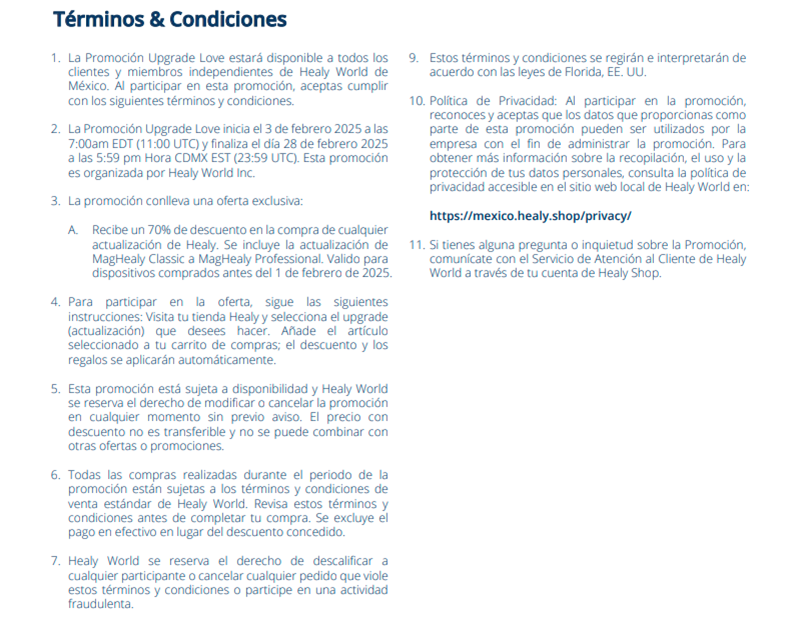 Términos & Condiciones
1. La Promoción Upgrade Love estará disponible a todos los
clientes y miembros independientes de Healy World de
México. Al participar en esta promoción, aceptas cumplir
con los siguientes términos y condiciones.
2. La Promoción Upgrade Love inicia el 3 de febrero 2025 a las
7:00am EDT (11:00 UTC) y finaliza el día 28 de febrero 2025
a las 5:59 pm Hora CDMX EST (23:59 UTC). Esta promoción
es organizada por Healy World Inc.
3. La promoción conlleva una oferta exclusiva:
A. Recibe un 70% de descuento en la compra de cualquier
actualización de Healy. Se incluye la actualización de
MagHealy Classic a MagHealy Professional. Valido para
dispositivos comprados antes del 1 de febrero de 2025.
4. Para participar en la oferta, sigue las siguientes
instrucciones: Visita tu tienda Healy y selecciona el upgrade
(actualización) que desees hacer. Añade el artículo
seleccionado a tu carrito de compras; el descuento y los
regalos se aplicarán automáticamente.
5. Esta promoción está sujeta a disponibilidad y Healy World
se reserva el derecho de modificar o cancelar la promoción
en cualquier momento sin previo aviso. El precio con
descuento no es transferible y no se puede combinar con
otras ofertas o promociones.
6. Todas las compras realizadas durante el periodo de la
promoción están sujetas a los términos y condiciones de
venta estándar de Healy World. Revisa estos términos y
condiciones antes de completar tu compra. Se excluye el
pago en efectivo en lugar del descuento concedido.
7. Healy World se reserva el derecho de descalificar a
cualquier participante o cancelar cualquier pedido que viole
estos términos y condiciones o participe en una actividad
fraudulenta.
9. Estos términos y condiciones se regirán e interpretarán de
acuerdo con las leyes de Florida, EE. UU.
10. Política de Privacidad: Al participar en la promoción,
reconoces y aceptas que los datos que proporcionas como
parte de esta promoción pueden ser utilizados por la
empresa con el fin de administrar la promoción. Para
obtener más información sobre la recopilación, el uso y la
protección de tus datos personales, consulta la política de
privacidad accesible en el sitio web local de Healy World en:
https://mexico.healy.shop/privacy/
11. Si tienes alguna pregunta o inquietud sobre la Promoción,
comunícate con el Servicio de Atención al Cliente de Healy
World a través de tu cuenta de Healy Shop.